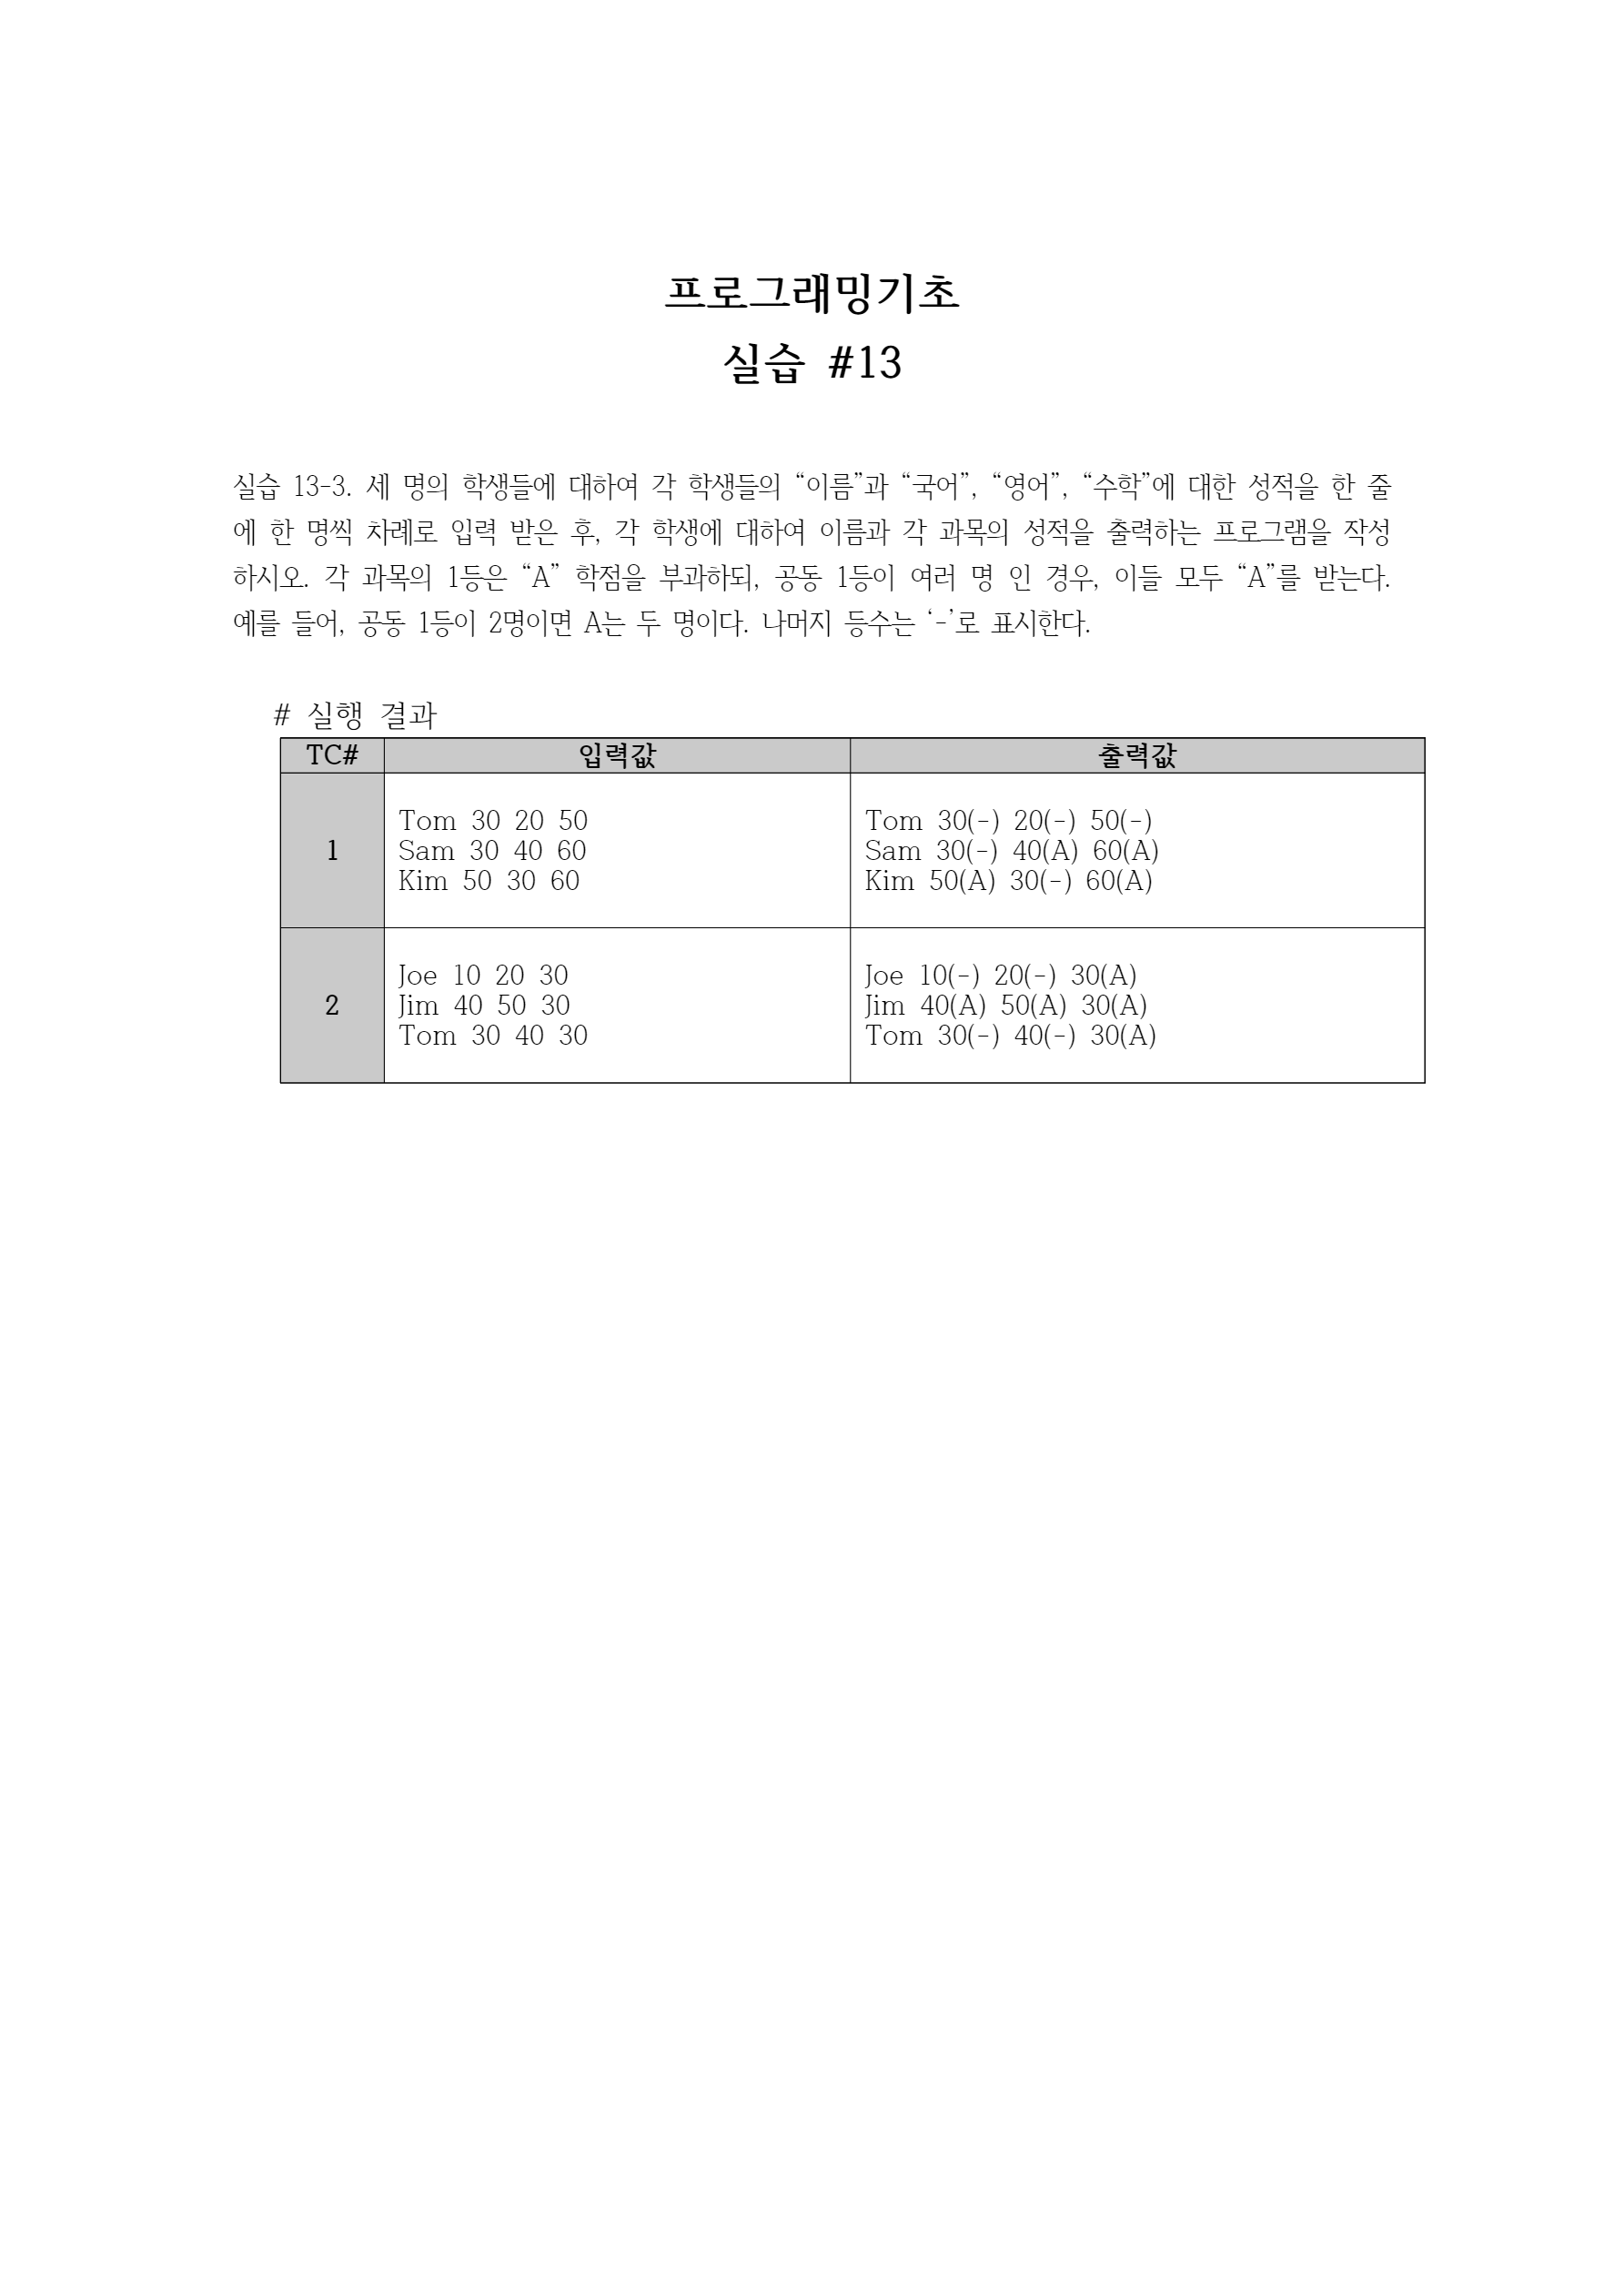 프로그래밍기초
실습 #13
실습 13-3. 세 명의 학생들에 대하여 각 학생들의 “이름”과 “국어”, “영어”, “수학”에 대한 성적을 한 줄
에 한 명씩 차례로 입력 받은 후, 각 학생에 대하여 이름과 각 과목의 성적을 출력하는 프로그램을 작성
하시오. 각 과목의 1등은 “A” 학점을 부과하되, 공동 1등이 여러 명 인 경우, 이들 모두 “A”를 받는다.
예를 들어, 공동 1등이 2명이면 A는 두 명이다. 나머지 등수는 ‘-’로 표시한다.
# 실행 결과
TC# 입력값 출력값
1
Tom 30 20 50
Sam 30 40 60
Kim 50 30 60
Tom 30(-) 20(-) 50(-)
Sam 30(-) 40(A) 60(A)
Kim 50(A) 30(-) 60(A)
2
Joe 10 20 30
Jim 40 50 30
Tom 30 40 30
Joe 10(-) 20(-) 30(A)
Jim 40(A) 50(A) 30(A)
Tom 30(-) 40(-) 30(A)